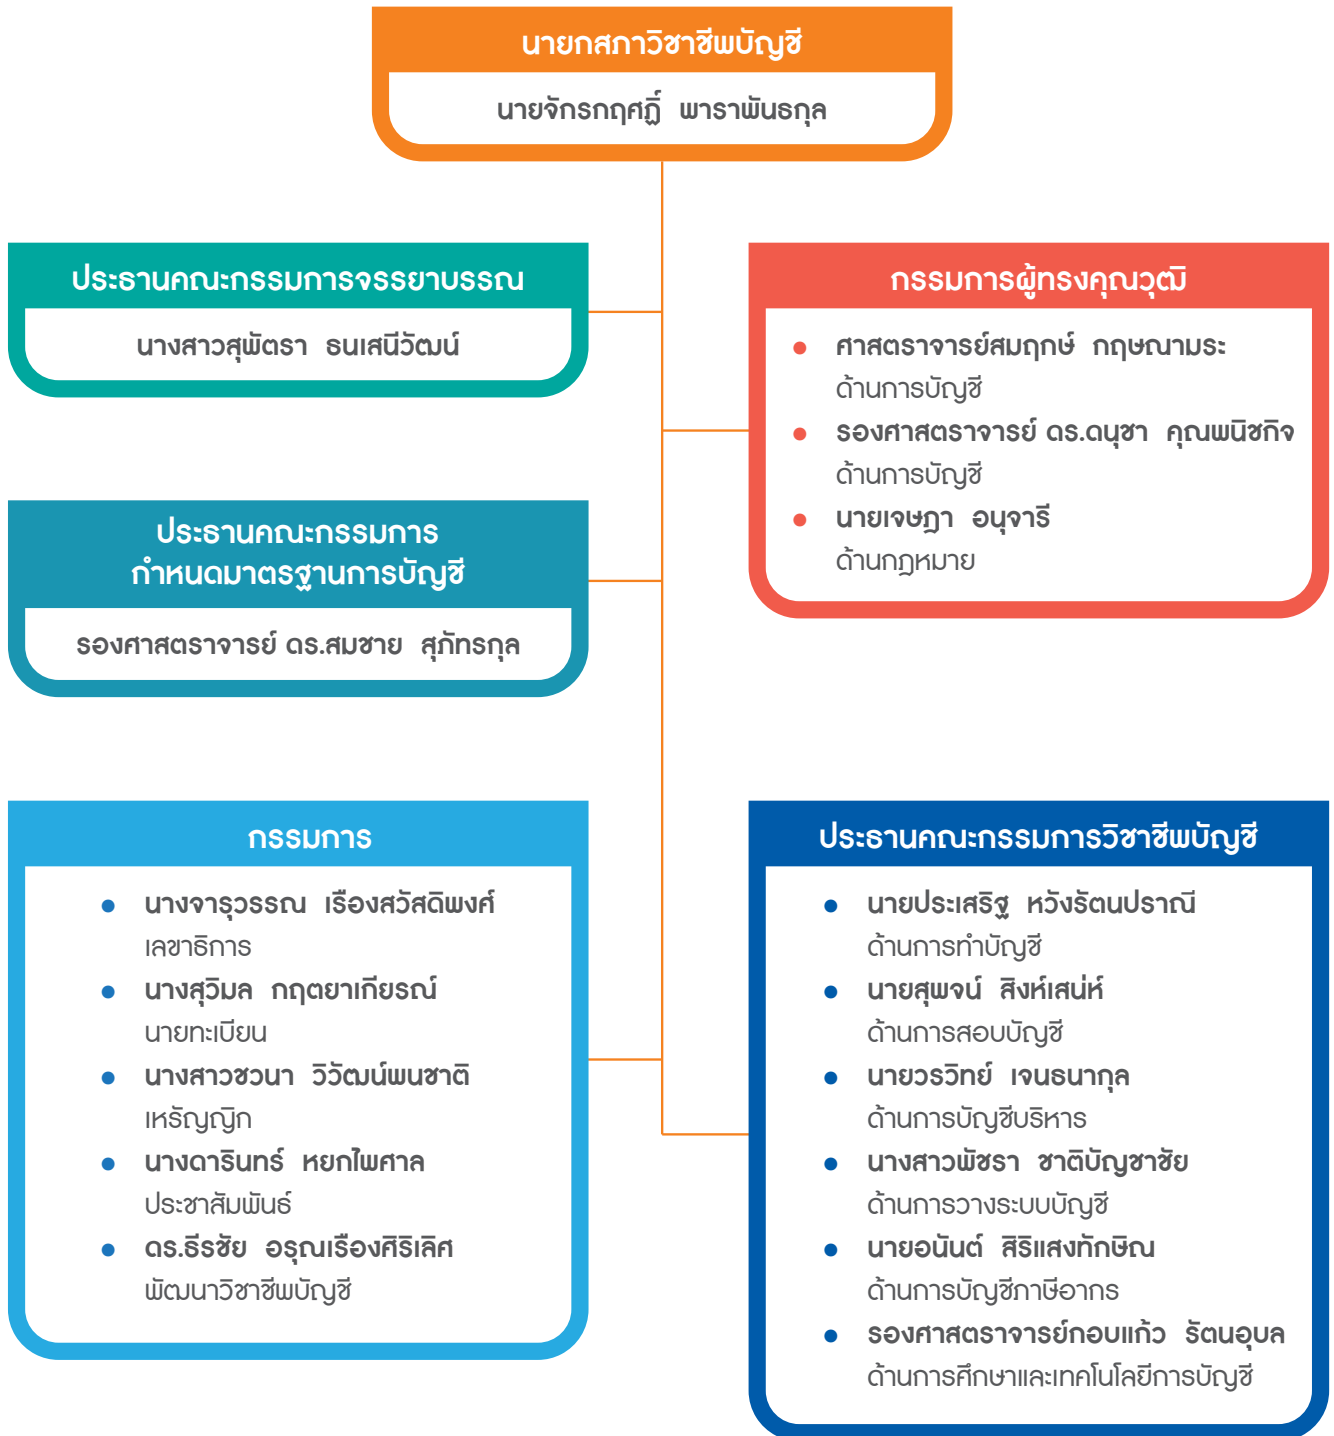 นายกสภาวิชาชีพบัญชี
นายจักรกฤศฏิ์ พาราพันธกุล
ประธานคณะกรรมการจรรยาบรรณ
นางสาวสุพัตรา ธนเสนีวัฒน์
กรรมการผู้ทรงคุณวุฒิ
ศาสตราจารย์สมฤกษ์ กฤษณามระ
ด้านการบัญชี
รองศาสตราจารย์ ดร.ดนุชา คุณพนิชกิจ
ด้านการบัญชี
นายเจษฎา อนุจารี
ด้านกฎหมาย
ประธานคณะกรรมการ
กำหนดมาตรฐานการบัญชี
รองศาสตราจารย์ ดร.สมชาย สุภัทรกุล
กรรมการ
นางจารุวรรณ เรืองสวัสดิพงศ์
เลขาธิการ
นางสุวิมล กฤตยาเกียรณ์
นายทะเบียน
นางสาวชวนา วิวัฒน์พนชาติ
เหรัญญิก
นางดารินทร์ หยกไพศาล
ประชาสัมพันธ์
ดร.ธีรชัย อรุณเรืองศิริเลิศ
พัฒนาวิชาชีพบัญชี
ประธานคณะกรรมการวิชาชีพบัญชี
นายประเสริฐ หวังรัตนปราณี
ด้านการทำบัญชี
นายสุพจน์ สิงห์เสน่ห์
ด้านการสอบบัญชี
นายวรวิทย์ เจนธนากุล
ด้านการบัญชีบริหาร
นางสาวพัชรา ชาติบัญชาชัย
ด้านการวางระบบบัญชี
นายอนันต์ สิริแสงทักษิณ
ด้านการบัญชีภาษีอากร
รองศาสตราจารย์กอบแก้ว รัตนอุบล
ด้านการศึกษาและเทคโนโลยีการบัญชี